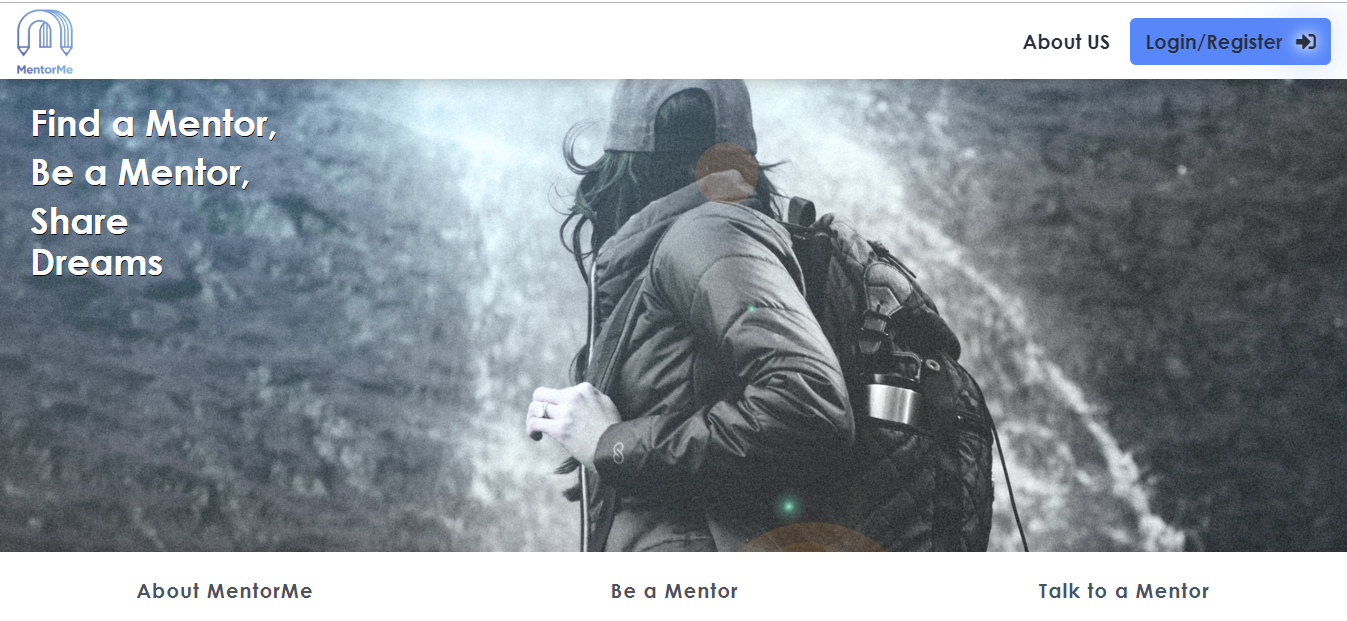 MentorMe
About US
Login/Register
Find a Mentor,
Be a Mentor,
Share
Dreams
About MentorMe
Be a Mentor
Talk to a Mentor